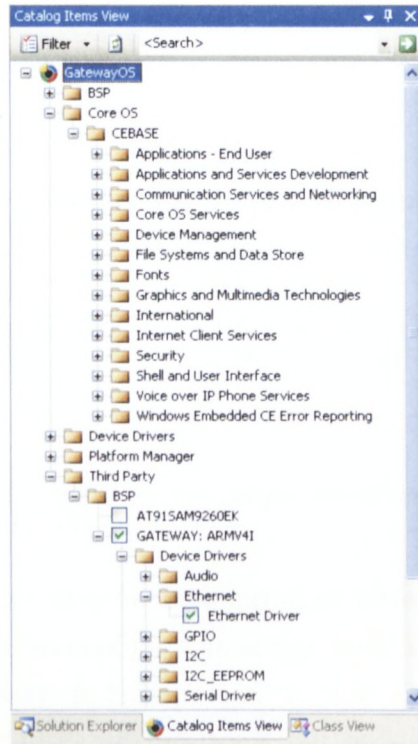 Catalog Items View
Filter
<Search>
GatewayOS
BSP
Core OS
CEBASE
Applications - End User
Applications and Services Development
Communication Services and Networking
Core OS Services
Device Management
File Systems and Data Store
Fonts
Graphics and Multimedia Technologies
International
Internet Client Services
Security
Shell and User Interface
Voice over IP Phone Services
Windows Embedded CE Error Reporting
Device Drivers
Platform Manager
Third Party
BSP
AT91SAM9260EK
GATEWAY: ARMV4I
Device Drivers
Audio
Ethernet
Ethernet Driver
GPIO
I2C
I2C_EEPROM
Serial Driver
Solution Explorer Catalog Items View Class View